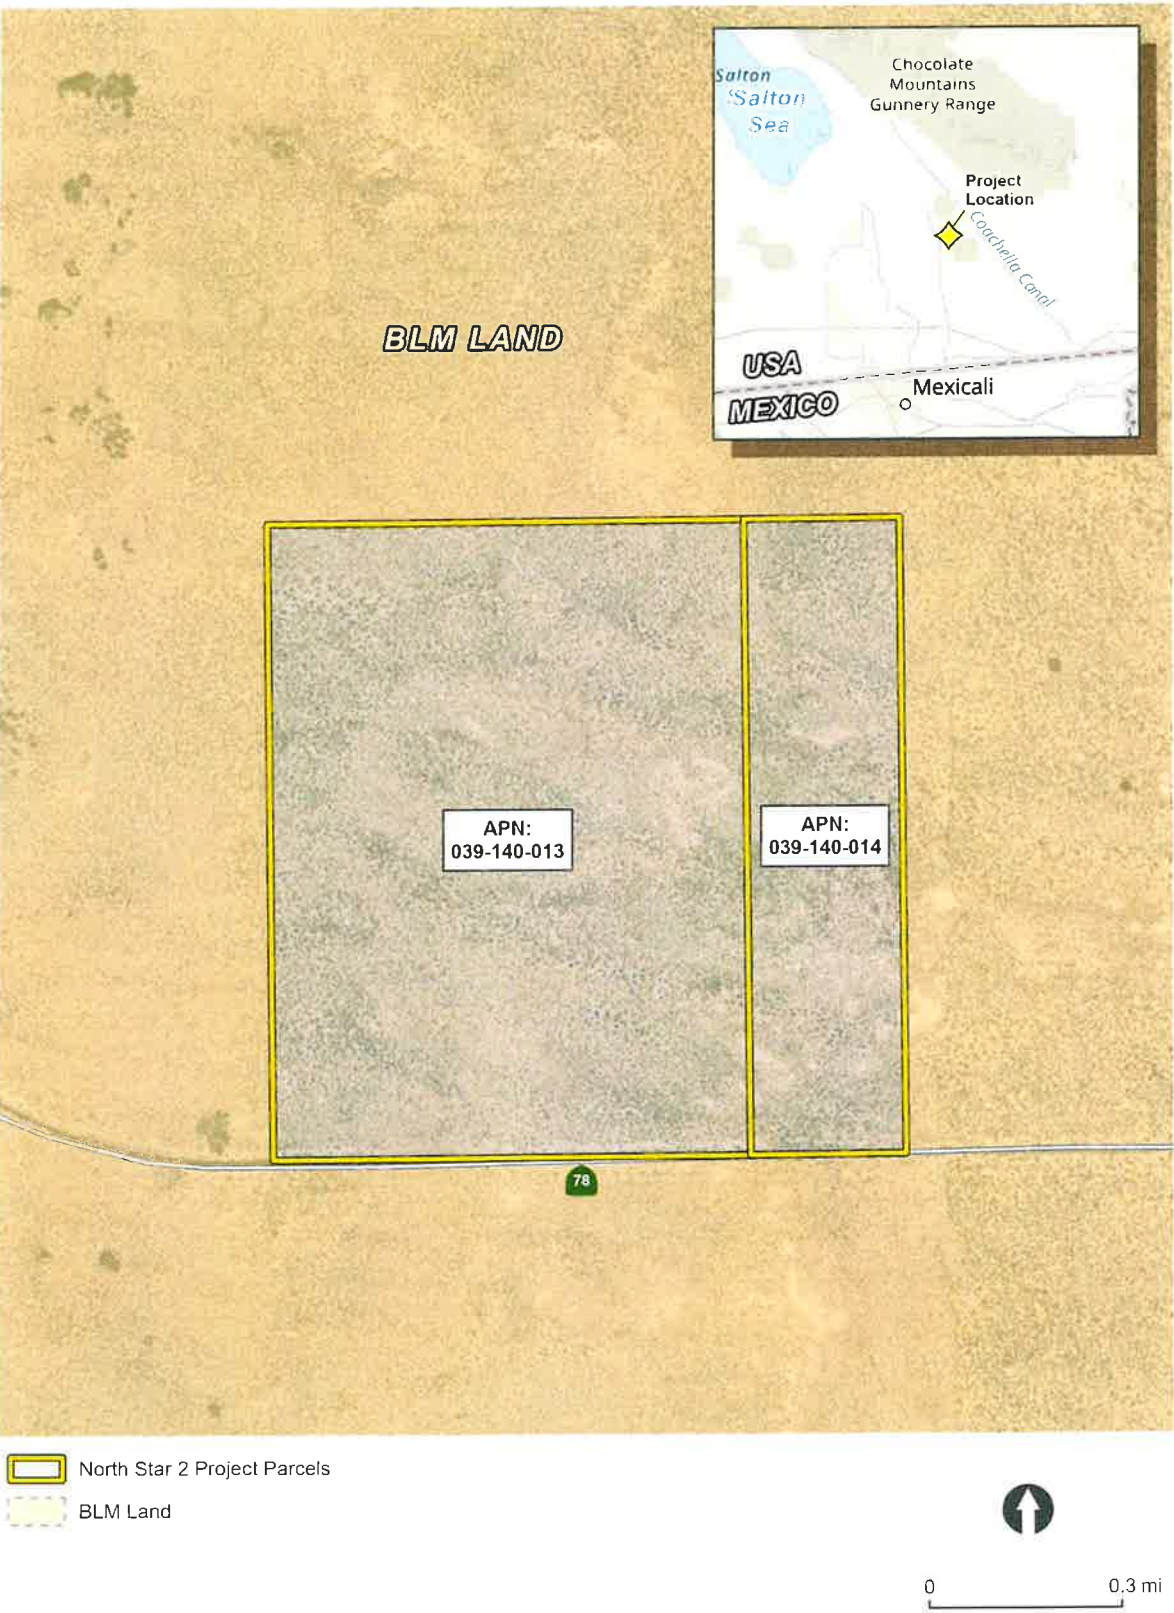 Salton
Salton
Sea
Chocolate
Mountains
Gunnery Range
Project
Location
Coachella Canal
USA
MEXICO
Mexicali
BLM LAND
APN:
039-140-013
APN:
039-140-014
78
North Star 2 Project Parcels
BLM Land
0 0.3 mi